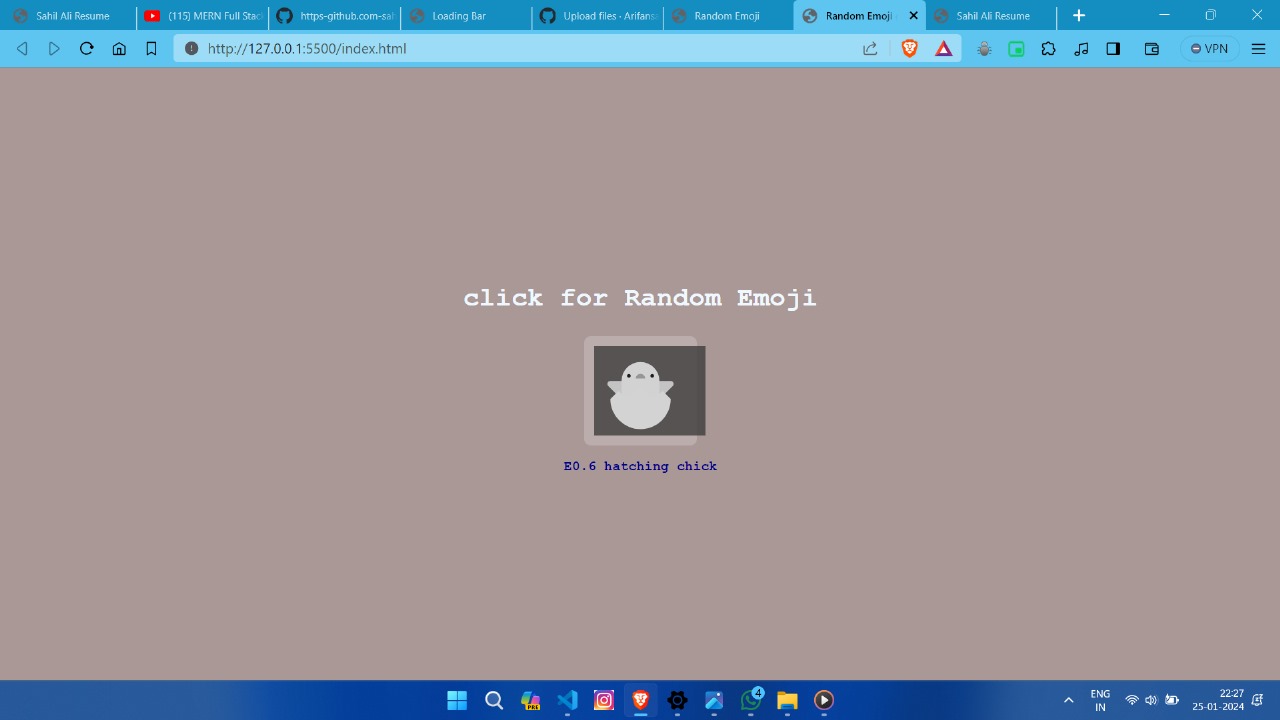 Sahil Ali Resume
(115) MERN Full Stac
https-github.com-sal
Loading Bar
Upload files · Arifans
Random Emoji
Random Emoji
Sahil Ali Resume
http://127.0.0.1:5500/index.html
VPN
click for Random Emoji
E0.6 hatching chick
PRE
4
ENG
IN
22:27
25-01-2024